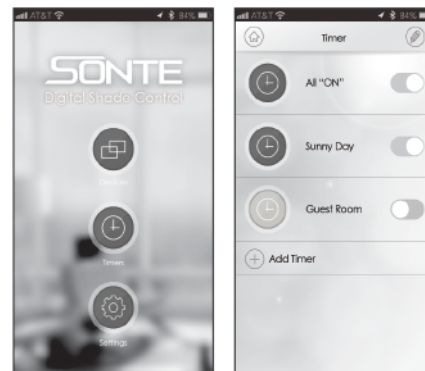 AT&T 84%
SONTE
Digital Shade Control
Devices
Timers
Settings
AT&T 84%
Timer
All "ON"
Sunny Day
Guest Room
Add Timer